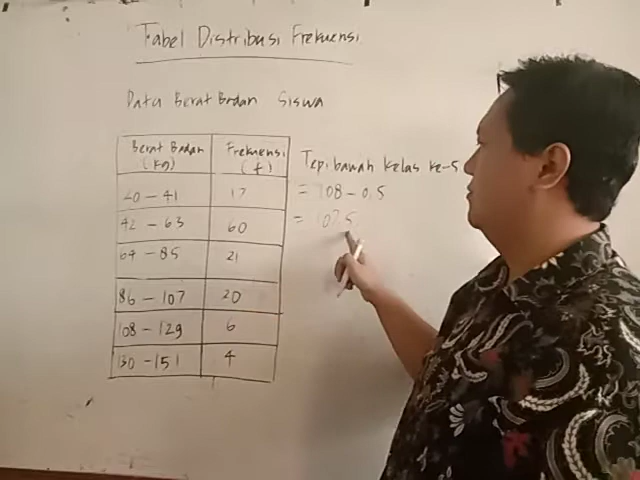 Tabel Distribusi Frekuensi
Data Berat Badan Siswa
Berat Badan (kg) Frekuensi (f)
20 – 41 17
42 – 63 60
64 – 85 21
86 – 107 20
108 – 129 6
130 – 151 4
Tepi bawah kelas ke-5
= 108 – 0,5
= 107,5